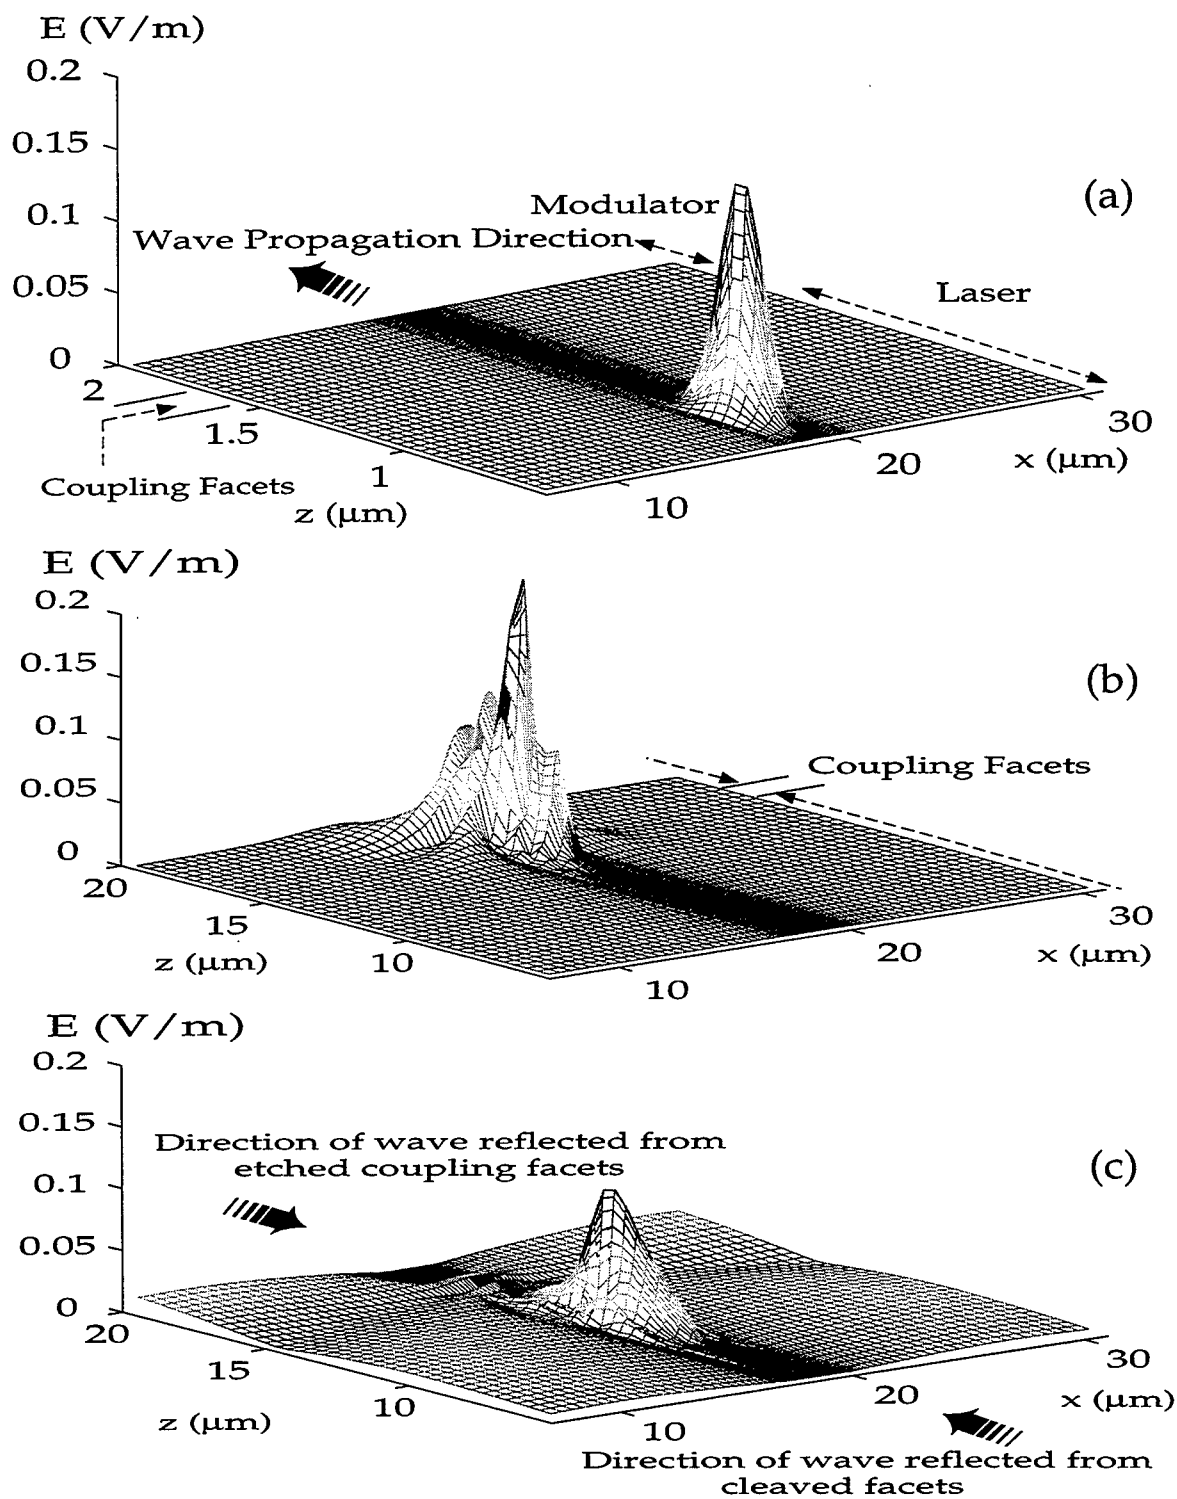 E (V/m)
0.2
0.15
0.1
0.05
0
(a)
Modulator
Wave Propagation Direction
Laser
2
1.5
1
Coupling Facets
z (μm)
10
20
30
x (μm)
E (V/m)
0.2
0.15
0.1
0.05
0
(b)
Coupling Facets
20
15
10
z (μm)
10
20
30
x (μm)
E (V/m)
0.2
0.15
0.1
0.05
0
(c)
Direction of wave reflected from
etched coupling facets
20
15
10
z (μm)
10
20
30
x (μm)
Direction of wave reflected from
cleaved facets